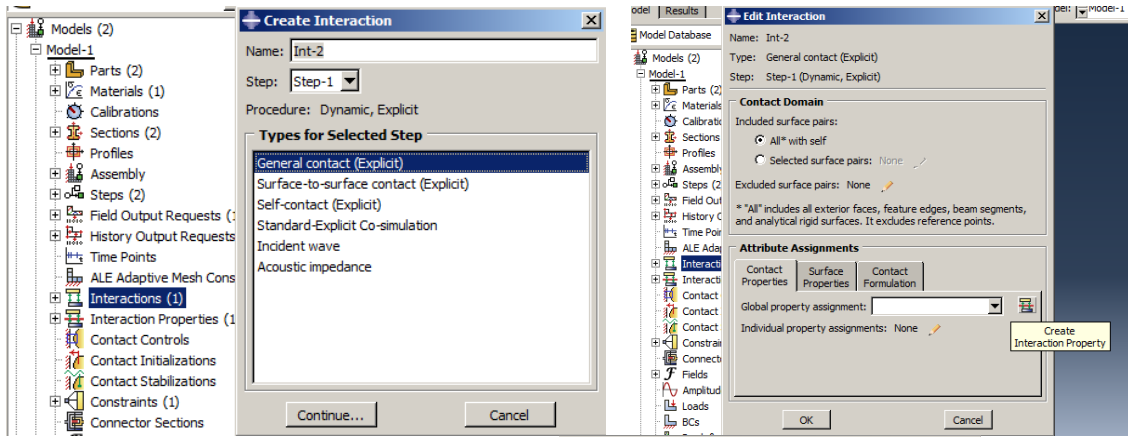 Models (2)
Model-1
Parts (2)
Materials (1)
Calibrations
Sections (2)
Profiles
Assembly
Steps (2)
Field Output Requests (
History Output Requests
Time Points
ALE Adaptive Mesh Cons
Interactions (1)
Interaction Properties (1
Contact Controls
Contact Initializations
Contact Stabilizations
Constraints (1)
Connector Sections
Create Interaction
Name: Int-2
Step: Step-1
Procedure: Dynamic, Explicit
Types for Selected Step
General contact (Explicit)
Surface-to-surface contact (Explicit)
Self-contact (Explicit)
Standard-Explicit Co-simulation
Incident wave
Acoustic impedance
Continue... Cancel
odel Results
Model Database
Models (2)
Model-1
Parts (2)
Materials
Calibratio
Sections
Profiles
Assembl
Steps (2
Field Out
History C
Time Poir
ALE Adap
Interacti
Interacti
Contact
Contact
Contact
Constrai
Connect
Fields
Amplitud
Loads
BCs
Edit Interaction
Name: Int-2
Type: General contact (Explicit)
Step: Step-1 (Dynamic, Explicit)
Contact Domain
Included surface pairs:
All* with self
Selected surface pairs: None
Excluded surface pairs: None
* "All" includes all exterior faces, feature edges, beam segments,
and analytical rigid surfaces. It excludes reference points.
Attribute Assignments
Contact Properties
Surface Properties
Contact Formulation
Global property assignment:
Individual property assignments: None
Create
Interaction Property
OK Cancel
del: Model-1